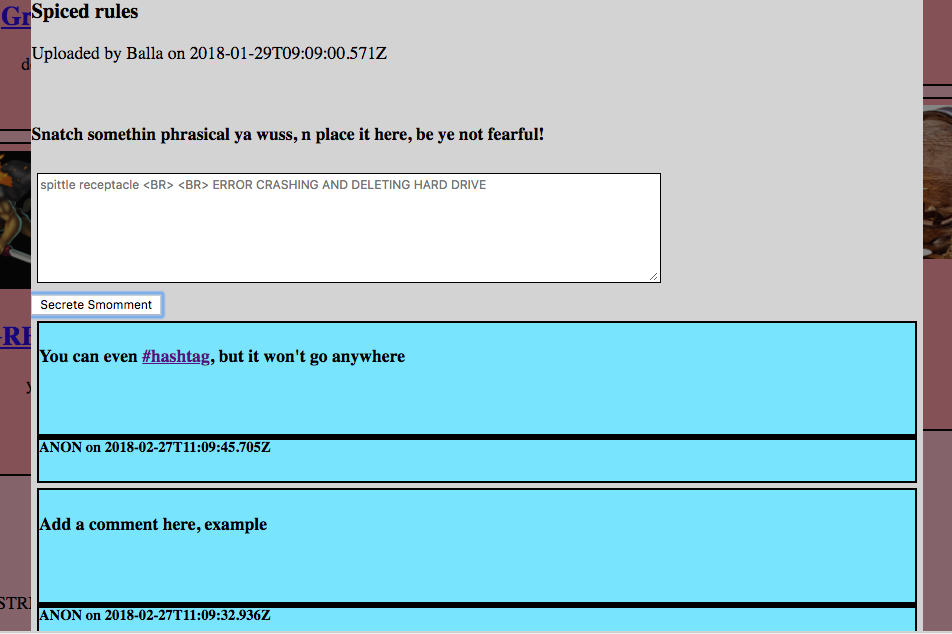 Gr
Spiced rules
Uploaded by Balla on 2018-01-29T09:09:00.571Z
Snatch somethin phrasical ya wuss, n place it here, be ye not fearful!
spittle receptacle <BR> <BR> ERROR CRASHING AND DELETING HARD DRIVE
Secrete Smomment
RE
You can even #hashtag, but it won't go anywhere
ANON on 2018-02-27T11:09:45.705Z
Add a comment here, example
STRI
ANON on 2018-02-27T11:09:32.936Z